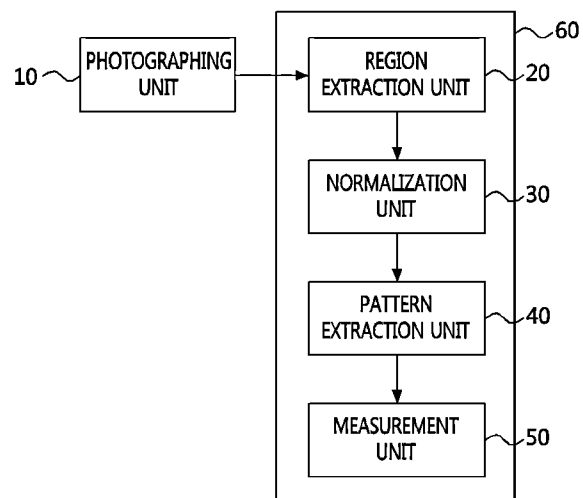 60
10
PHOTOGRAPHING
UNIT
REGION
EXTRACTION UNIT
20
NORMALIZATION
UNIT
30
PATTERN
EXTRACTION UNIT
40
MEASUREMENT
UNIT
50